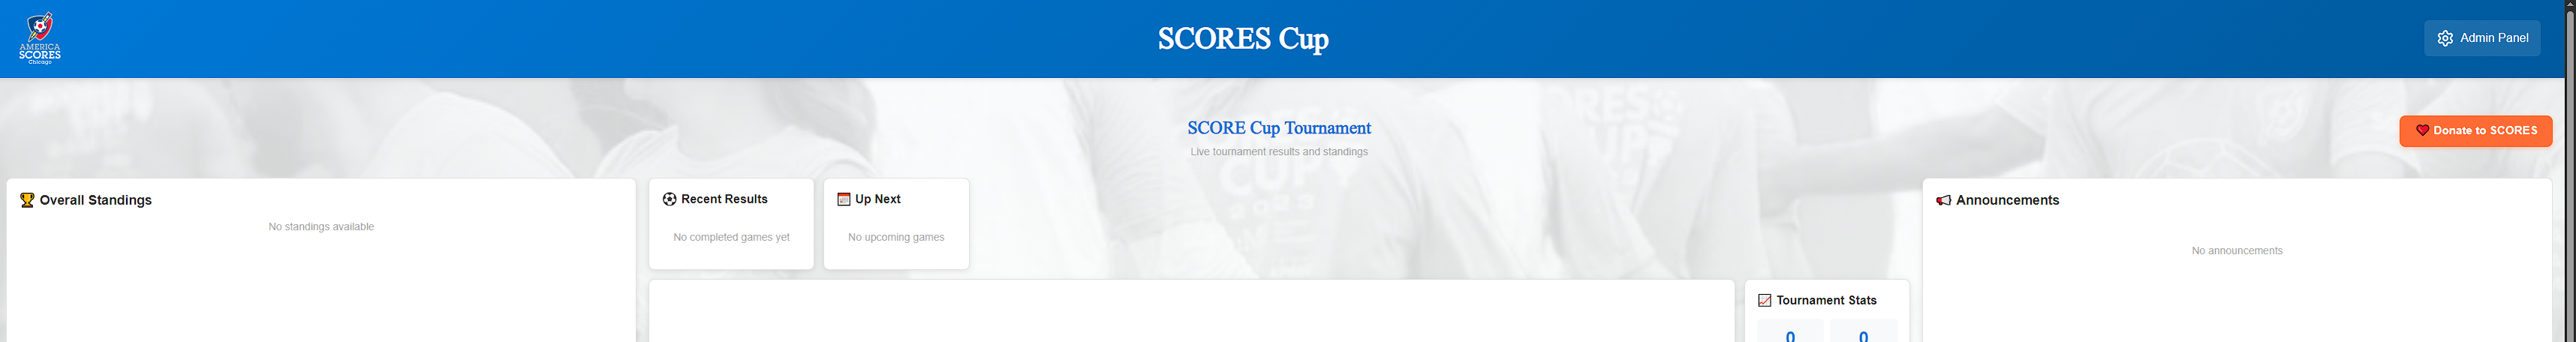 AMERICA
SCORES
Chicago
SCORES Cup
Admin Panel
SCORE Cup Tournament
Live tournament results and standings
Donate to SCORES
Overall Standings
No standings available
Recent Results
No completed games yet
Up Next
No upcoming games
Tournament Stats
0
0
Announcements
No announcements